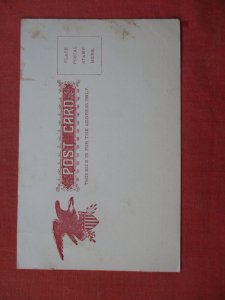 PLACE
POSTAL
STAMP
HERE.
POST CARD
THIS SIDE IS FOR THE ADDRESS ONLY.